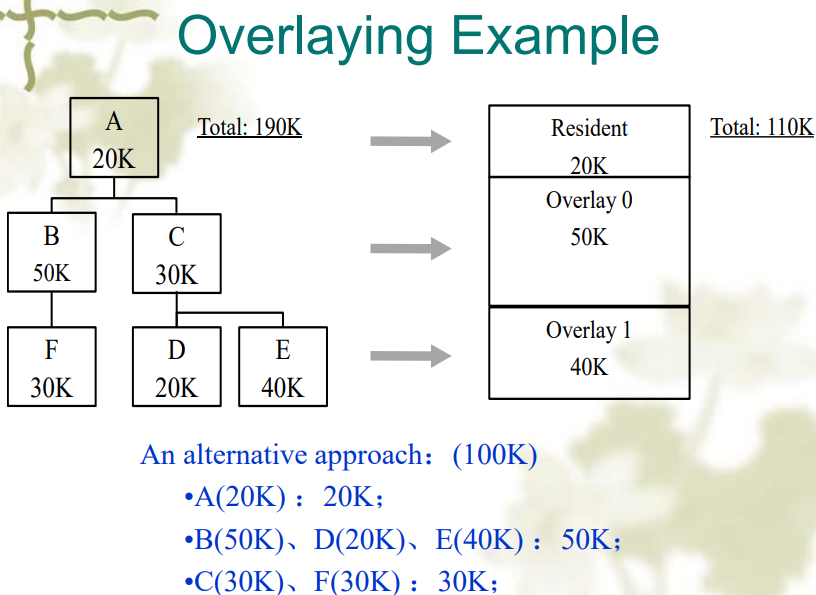 Overlaying Example
A
20K
Total: 190K
Resident
20K
Total: 110K
B
50K
C
30K
Overlay 0
50K
F
30K
D
20K
E
40K
Overlay 1
40K
An alternative approach：(100K)
•A(20K)：20K；
•B(50K)、D(20K)、E(40K)：50K；
•C(30K)、F(30K)：30K；